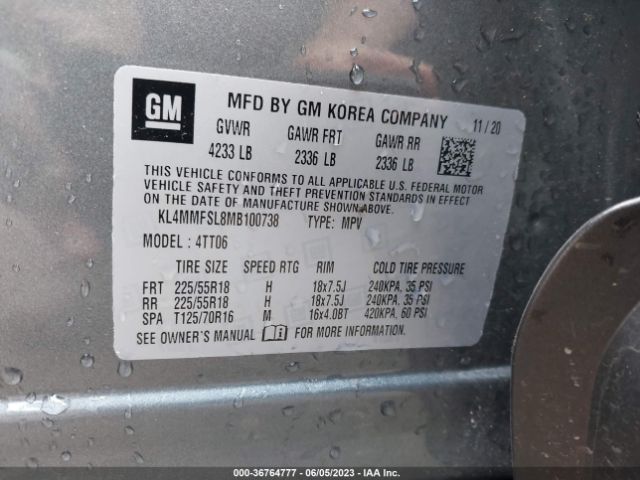 GM
MFD BY GM KOREA COMPANY 11/20
GVWR GAWR FRT GAWR RR
4233 LB 2336 LB 2336 LB
THIS VEHICLE CONFORMS TO ALL APPLICABLE U.S. FEDERAL MOTOR
VEHICLE SAFETY AND THEFT PREVENTION STANDARDS IN EFFECT
ON THE DATE OF MANUFACTURE SHOWN ABOVE.
KL4MMFSL8MB100738 TYPE: MPV
MODEL: 4TT06
TIRE SIZE SPEED RTG RIM COLD TIRE PRESSURE
FRT 225/55R18 H 18x7.5J 240KPA, 35 PSI
RR 225/55R18 H 18x7.5J 240KPA, 35 PSI
SPA T125/70R16 M 16x4.0BT 420KPA, 60 PSI
SEE OWNER'S MANUAL FOR MORE INFORMATION.
000-36764777 - 06/05/2023 - IAA Inc.